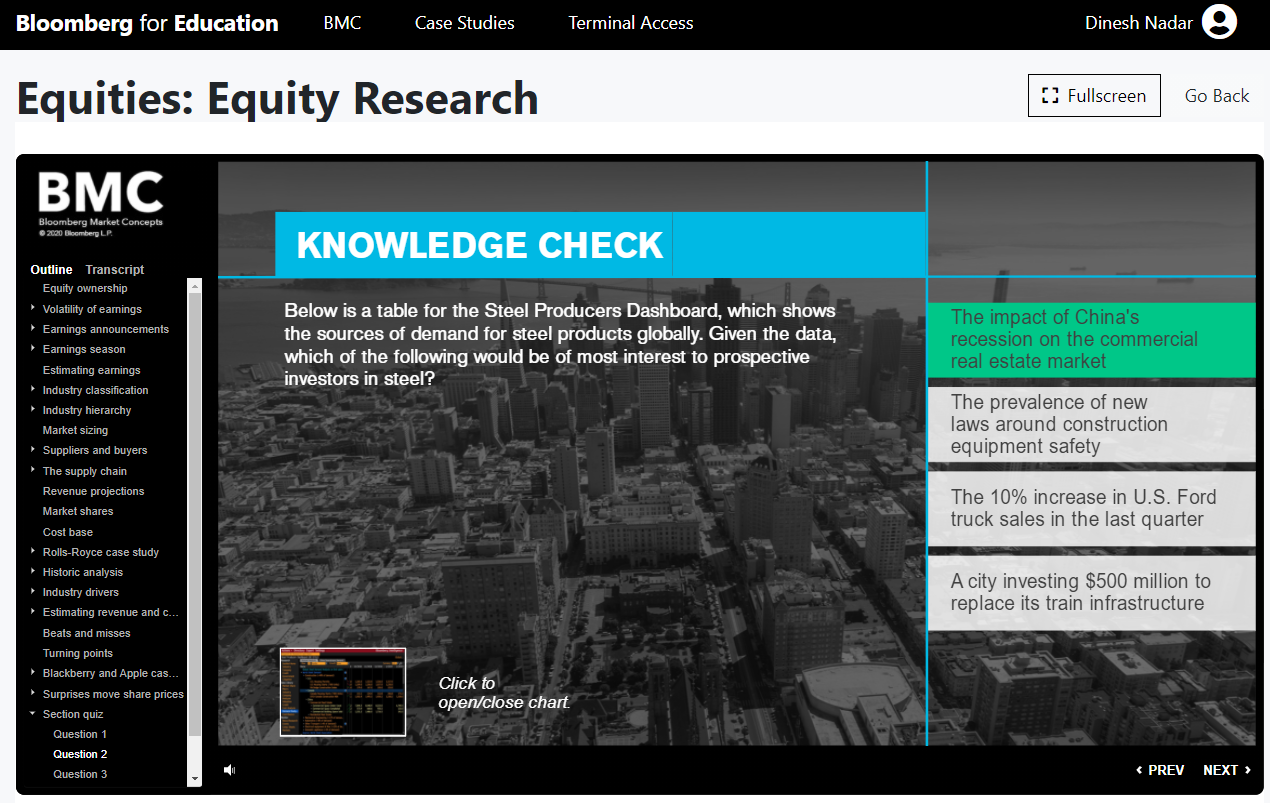 Bloomberg for Education
BMC
Case Studies
Terminal Access
Dinesh Nadar
Equities: Equity Research
Fullscreen
Go Back
BMC
Bloomberg Market Concepts
© 2020 Bloomberg L.P.
Outline
Transcript
Equity ownership
Volatility of earnings
Earnings announcements
Earnings season
Estimating earnings
Industry classification
Industry hierarchy
Market sizing
Suppliers and buyers
The supply chain
Revenue projections
Market shares
Cost base
Rolls-Royce case study
Historic analysis
Industry drivers
Estimating revenue and c...
Beats and misses
Turning points
Blackberry and Apple cas...
Surprises move share prices
Section quiz
Question 1
Question 2
Question 3
KNOWLEDGE CHECK
Below is a table for the Steel Producers Dashboard, which shows
the sources of demand for steel products globally. Given the data,
which of the following would be of most interest to prospective
investors in steel?
Click to
open/close chart.
The impact of China's
recession on the commercial
real estate market
The prevalence of new
laws around construction
equipment safety
The 10% increase in U.S. Ford
truck sales in the last quarter
A city investing $500 million to
replace its train infrastructure
PREV
NEXT